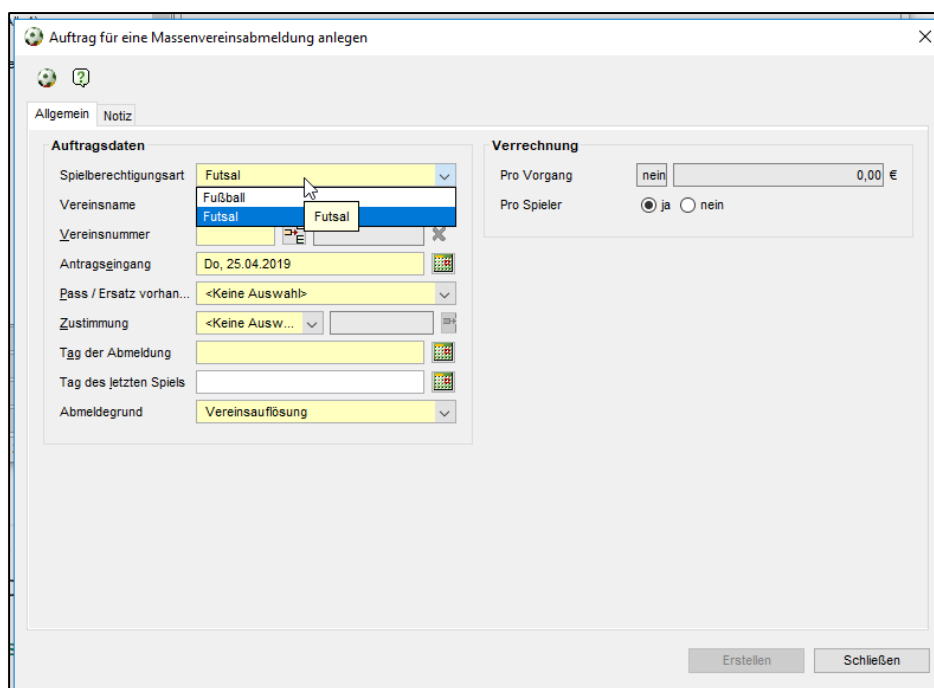 Auftrag für eine Massenvereinsabmeldung anlegen
Allgemein Notiz
Auftragsdaten
Spielberechtigungsart Futsal
Fußball
Futsal
Futsal
Vereinsname
Vereinsnummer
Antragseingang Do, 25.04.2019
Pass / Ersatz vorhan... <Keine Auswahl>
Zustimmung <Keine Ausw...
Tag der Abmeldung
Tag des letzten Spiels
Abmeldegrund Vereinsauflösung
Verrechnung
Pro Vorgang nein 0,00 €
Pro Spieler ja nein
Erstellen Schließen